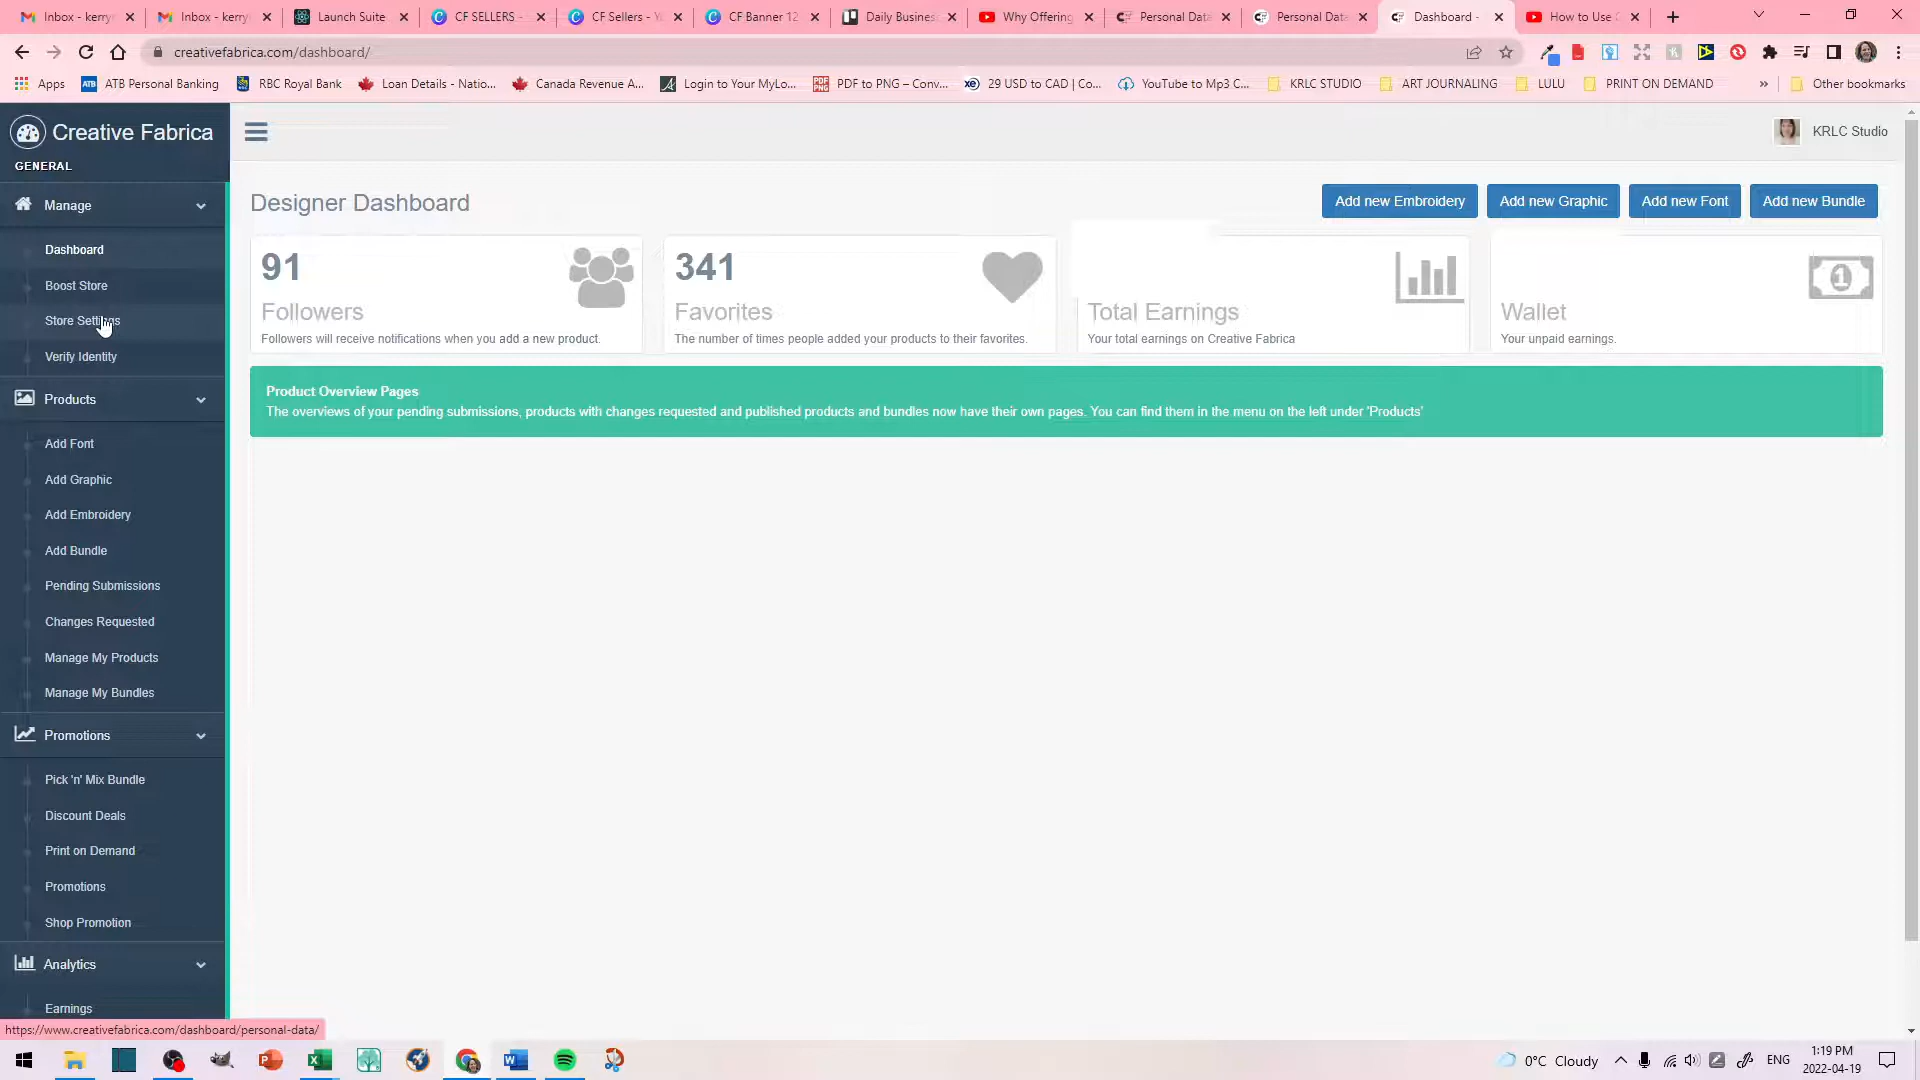 Inbox - kerry
Inbox - kerry
Launch Suite
CF SELLERS -
CF Sellers - Y
CF Banner 12
Daily Busines
Why Offering
Personal Dat
Personal Dat
Dashboard -
How to Use
creativefabrica.com/dashboard/
Apps
ATB Personal Banking
RBC Royal Bank
Loan Details - Natio...
Canada Revenue A...
Login to Your MyLo...
PDF to PNG – Conv...
29 USD to CAD | Co...
YouTube to Mp3 C...
KRLC STUDIO
ART JOURNALING
LULU
PRINT ON DEMAND
»
Other bookmarks
Creative Fabrica
KRLC Studio
GENERAL
Manage
Dashboard
Boost Store
Store Settings
Verify Identity
Products
Add Font
Add Graphic
Add Embroidery
Add Bundle
Pending Submissions
Changes Requested
Manage My Products
Manage My Bundles
Promotions
Pick 'n' Mix Bundle
Discount Deals
Print on Demand
Promotions
Shop Promotion
Analytics
Earnings
Designer Dashboard
Add new Embroidery
Add new Graphic
Add new Font
Add new Bundle
91
Followers
Followers will receive notifications when you add a new product.
341
Favorites
The number of times people added your products to their favorites.
Total Earnings
Your total earnings on Creative Fabrica
Wallet
Your unpaid earnings.
Product Overview Pages
The overviews of your pending submissions, products with changes requested and published products and bundles now have their own pages. You can find them in the menu on the left under 'Products'
https://www.creativefabrica.com/dashboard/personal-data/
0°C Cloudy
ENG
1:19 PM
2022-04-19